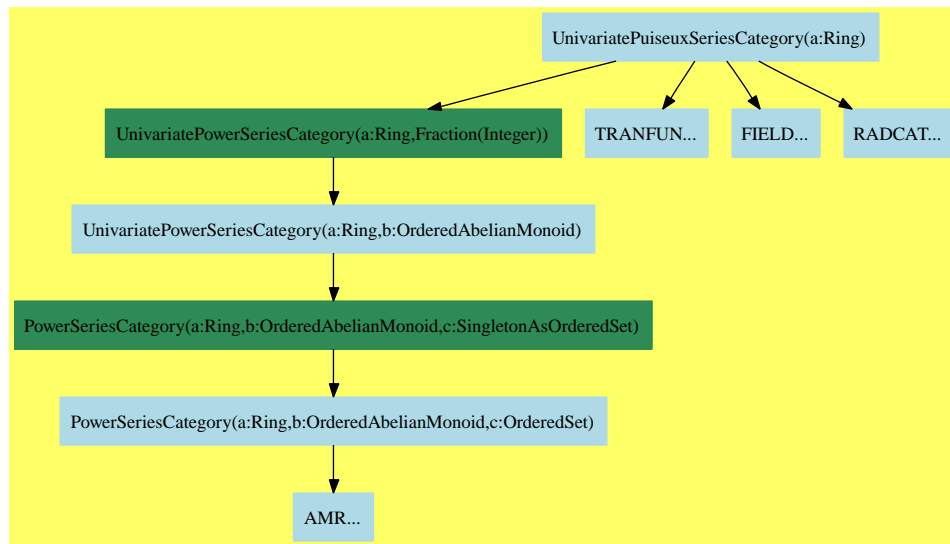 UnivariatePuiseuxSeriesCategory(a:Ring)
UnivariatePowerSeriesCategory(a:Ring,Fraction(Integer))
TRANFUN...
FIELD...
RADCAT...
UnivariatePowerSeriesCategory(a:Ring,b:OrderedAbelianMonoid)
PowerSeriesCategory(a:Ring,b:OrderedAbelianMonoid,c:SingletonAsOrderedSet)
PowerSeriesCategory(a:Ring,b:OrderedAbelianMonoid,c:OrderedSet)
AMR...